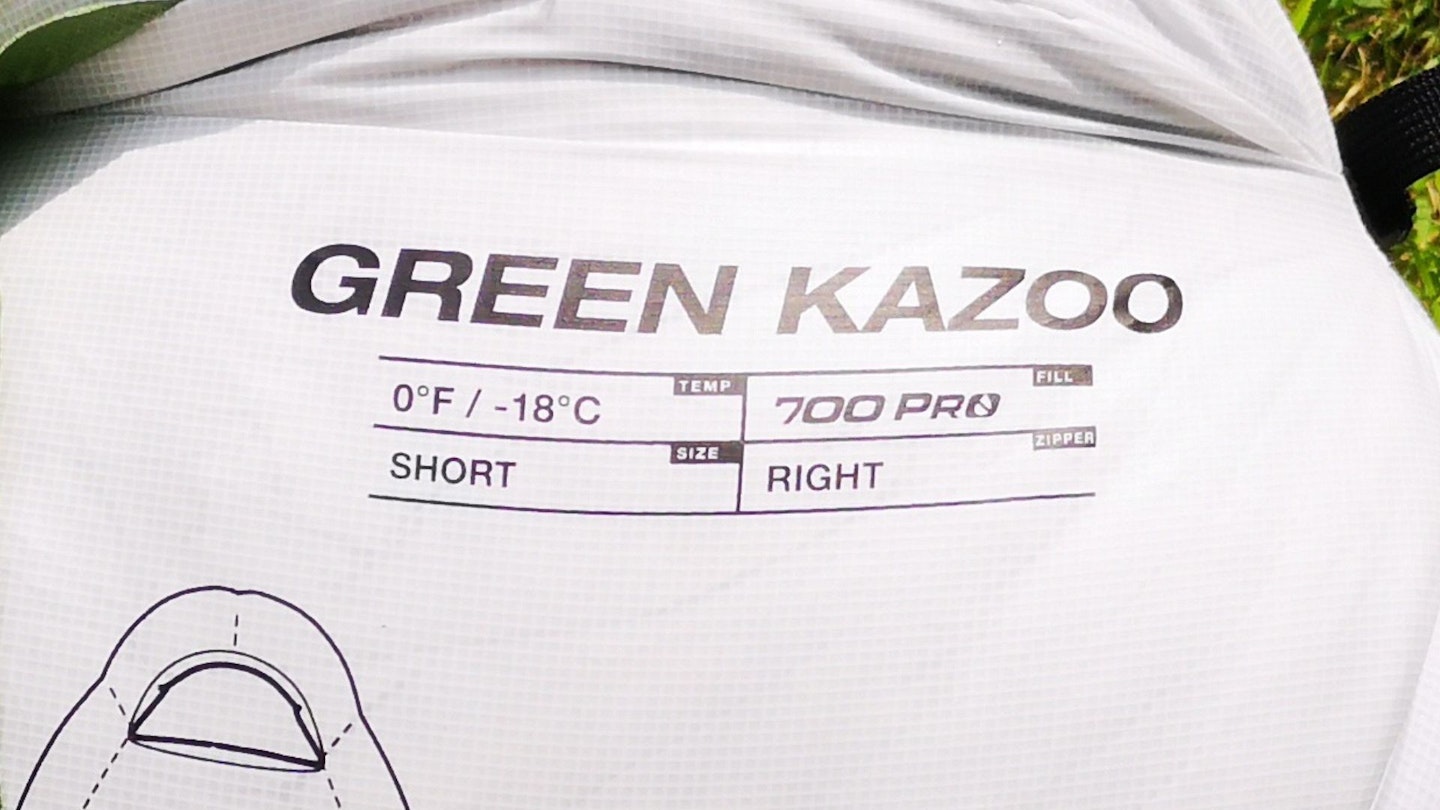 GREEN KAZOO
TEMP FILL
0°F / -18°C 700 PRO
SIZE ZIPPER
SHORT RIGHT